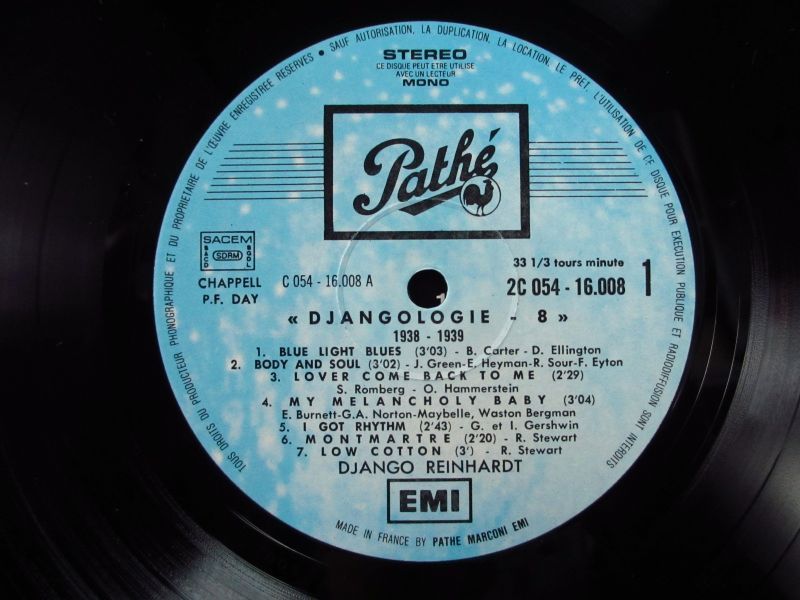 TOUS DROITS DU PRODUCTEUR PHONOGRAPHIQUE ET DU PROPRIETAIRE DE L'ŒUVRE ENREGISTREE RESERVES • SAUF AUTORISATION, LA DUPLICATION, LA LOCATION, LE PRET, L'UTILISATION DE CE DISQUE POUR EXECUTION PUBLIQUE ET RADIODIFFUSION SONT INTERDITS
STEREO
CE DISQUE PEUT ETRE UTILISE
AVEC UN LECTEUR
MONO
Pathé
SACEM
SACD SDRM BODL
CHAPPELL
P.F. DAY
C 054 - 16.008 A
33 1/3 tours minute
2C 054 - 16.008 1
1
« DJANGOLOGIE - 8 »
1938 - 1939
1. BLUE LIGHT BLUES (3'03) - B. Carter - D. Ellington
2. BODY AND SOUL (3'02) - J. Green-E. Heyman-R. Sour-F. Eyton
3. LOVER COME BACK TO ME (2'29)
S. Romberg - O. Hammerstein
4. MY MELANCHOLY BABY (3'04)
E. Burnett-G.A. Norton-Maybelle, Waston Bergman
5. I GOT RHYTHM (2'43) - G. et I. Gershwin
6. MONTMARTRE (2'20) - R. Stewart
7. LOW COTTON (3') - R. Stewart
DJANGO REINHARDT
EMI
MADE IN FRANCE BY PATHE MARCONI EMI